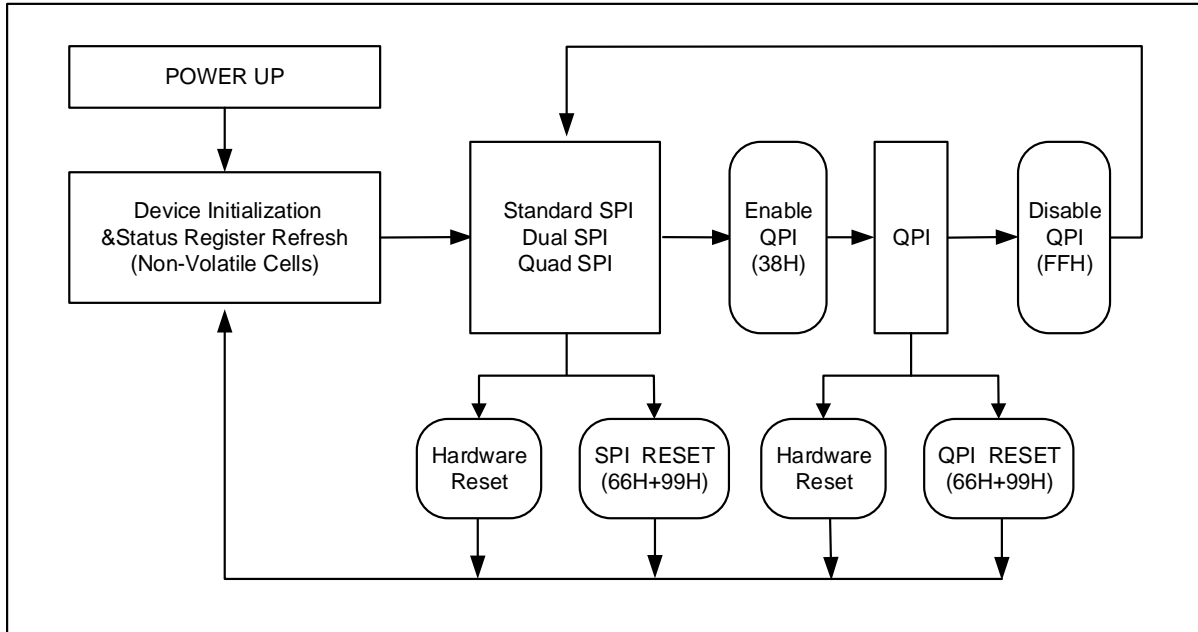 POWER UP
Device Initialization
&Status Register Refresh
(Non-Volatile Cells)
Standard SPI
Dual SPI
Quad SPI
Enable
QPI
(38H)
QPI
Disable
QPI
(FFH)
Hardware
Reset
SPI RESET
(66H+99H)
Hardware
Reset
QPI RESET
(66H+99H)